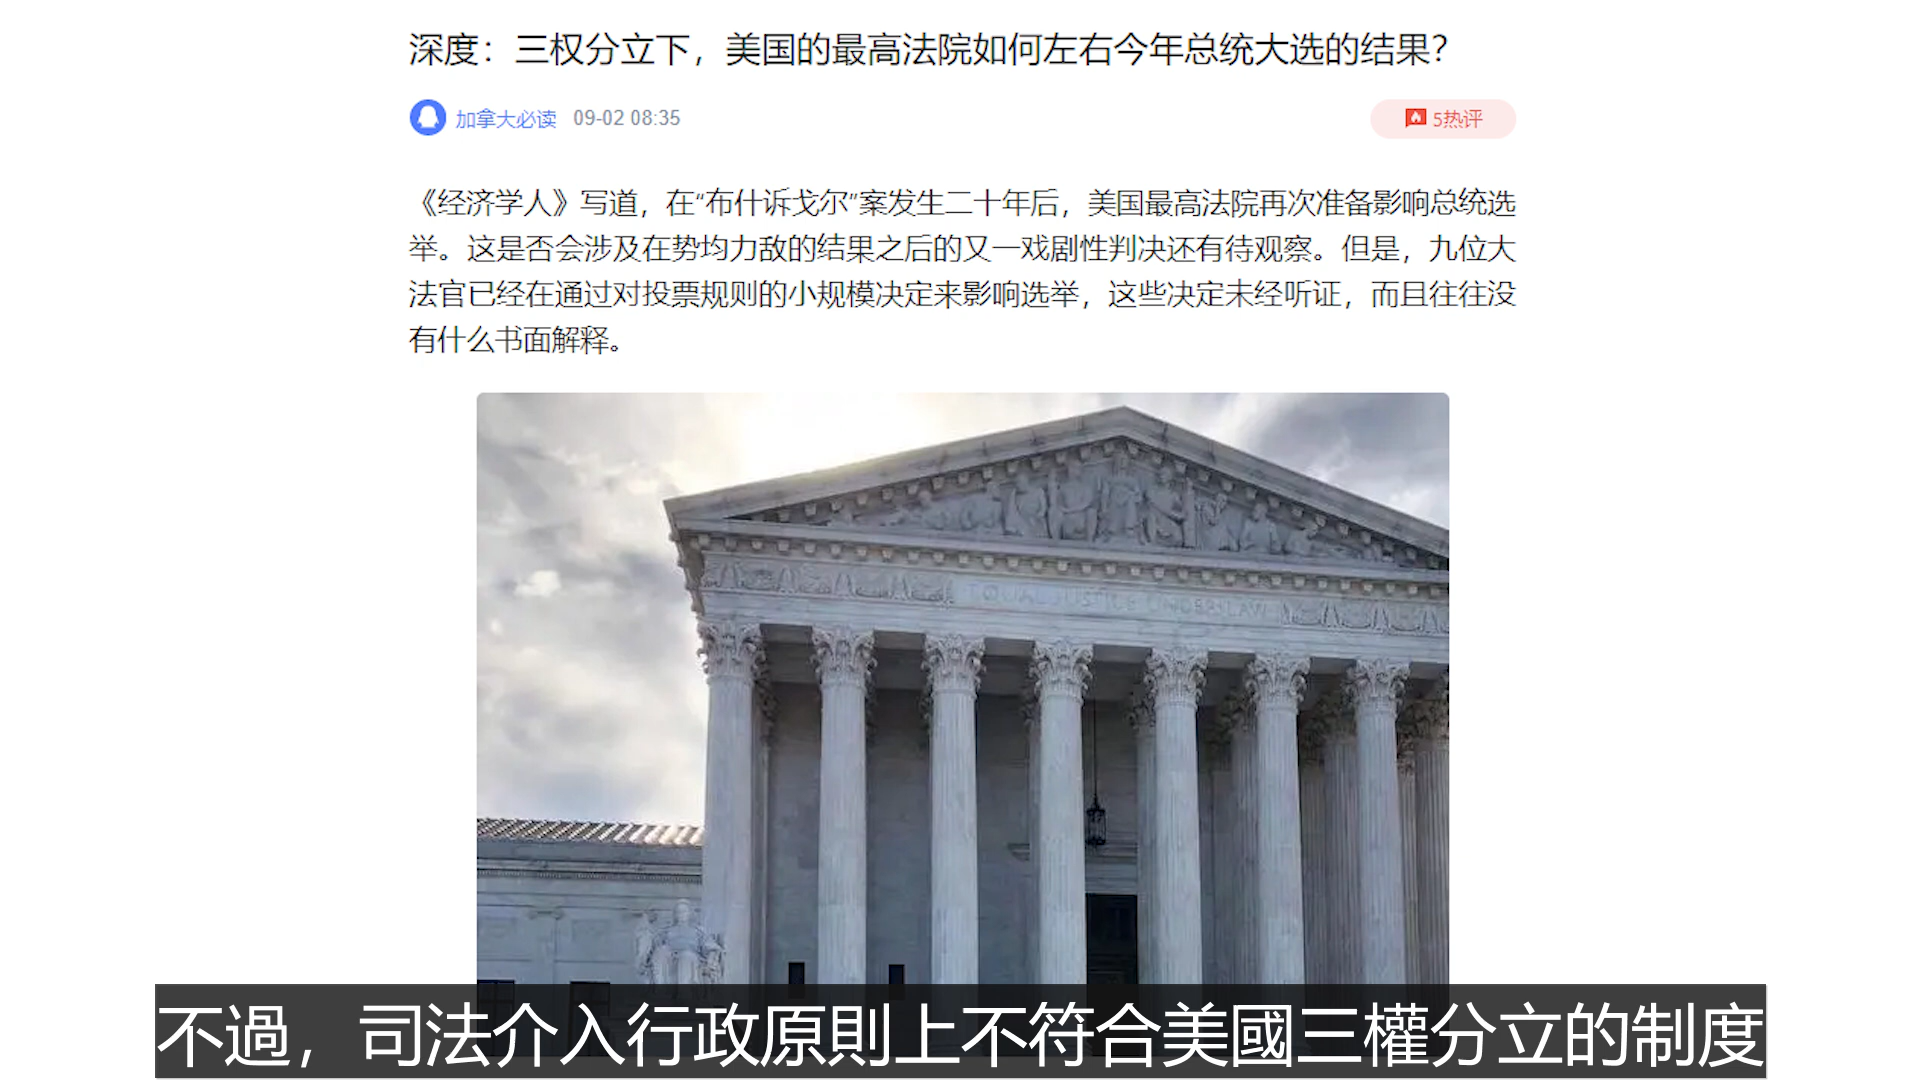 深度：三权分立下，美国的最高法院如何左右今年总统大选的结果？
加拿大必读 09-02 08:35
5热评
《经济学人》写道，在“布什诉戈尔”案发生二十年后，美国最高法院再次准备影响总统选
举。这是否会涉及在势均力敌的结果之后的又一戏剧性判决还有待观察。但是，九位大
法官已经在通过对投票规则的小规模决定来影响选举，这些决定未经听证，而且往往没
有什么书面解释。
EQUAL JUSTICE UNDER LAW
不過，司法介入行政原則上不符合美國三權分立的制度